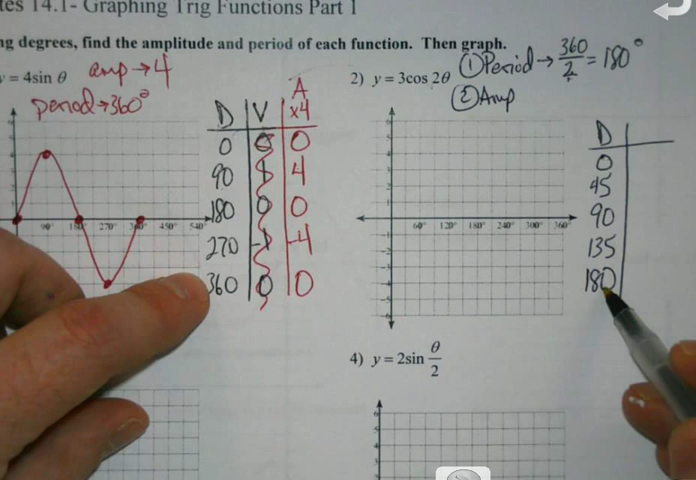 tes 14.1- Graphing Trig Functions Part 1
ng degrees, find the amplitude and period of each function. Then graph.
y = 4sin θ
amp → 4
period → 360°
D | V | A x4
0 0 0
90 1 4
180 0 0
270 -1 -4
360 0 0
90° 180° 270° 360° 450° 540°
2) y = 3cos 2θ
① Period → 360/2 = 180°
② Amp
60° 120° 180° 240° 300° 360°
D
0
45
90
135
180
4) y = 2sin θ/2